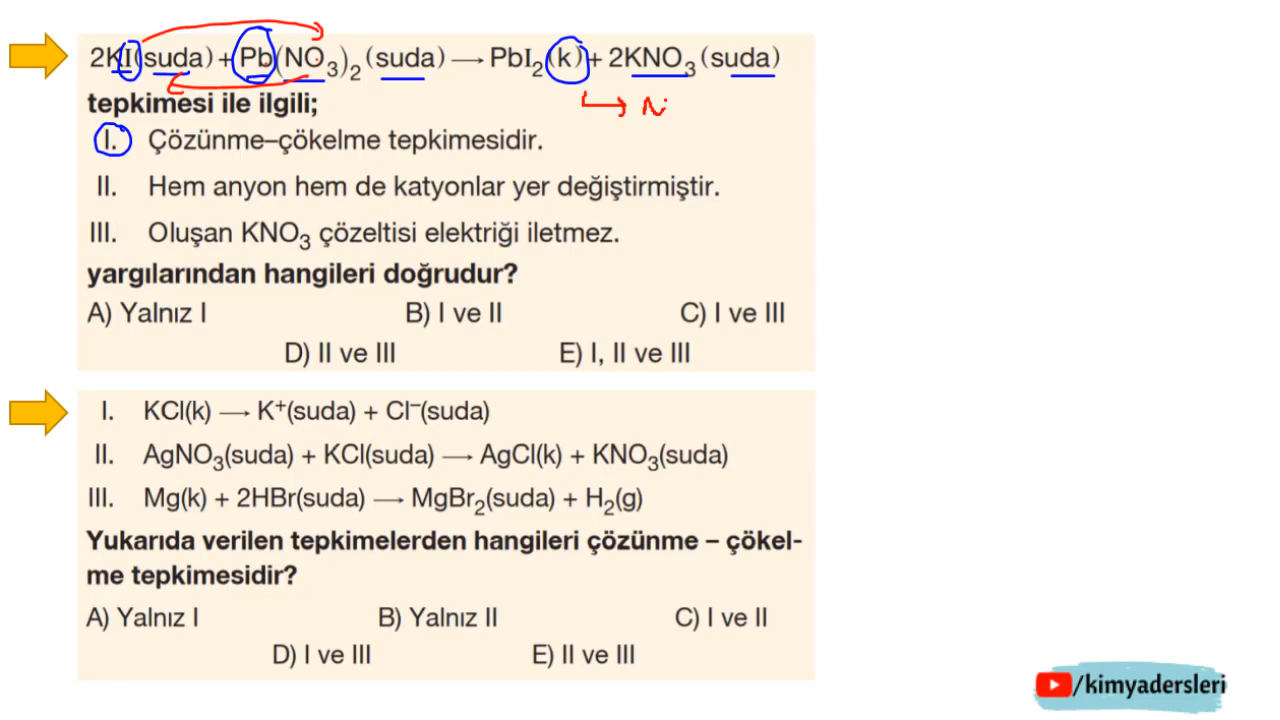 2KI(suda) + Pb(NO₃)₂ (suda) → PbI₂ (k) + 2KNO₃ (suda)
tepkimesi ile ilgili;
I. Çözünme–çökelme tepkimesidir.
II. Hem anyon hem de katyonlar yer değiştirmiştir.
III. Oluşan KNO₃ çözeltisi elektriği iletmez.
yargılarından hangileri doğrudur?
A) Yalnız I B) I ve II C) I ve III
D) II ve III E) I, II ve III
I. KCl(k) → K⁺(suda) + Cl⁻(suda)
II. AgNO₃(suda) + KCl(suda) → AgCl(k) + KNO₃(suda)
III. Mg(k) + 2HBr(suda) → MgBr₂(suda) + H₂(g)
Yukarıda verilen tepkimelerden hangileri çözünme – çökel-
me tepkimesidir?
A) Yalnız I B) Yalnız II C) I ve II
D) I ve III E) II ve III
/kimyadersleri